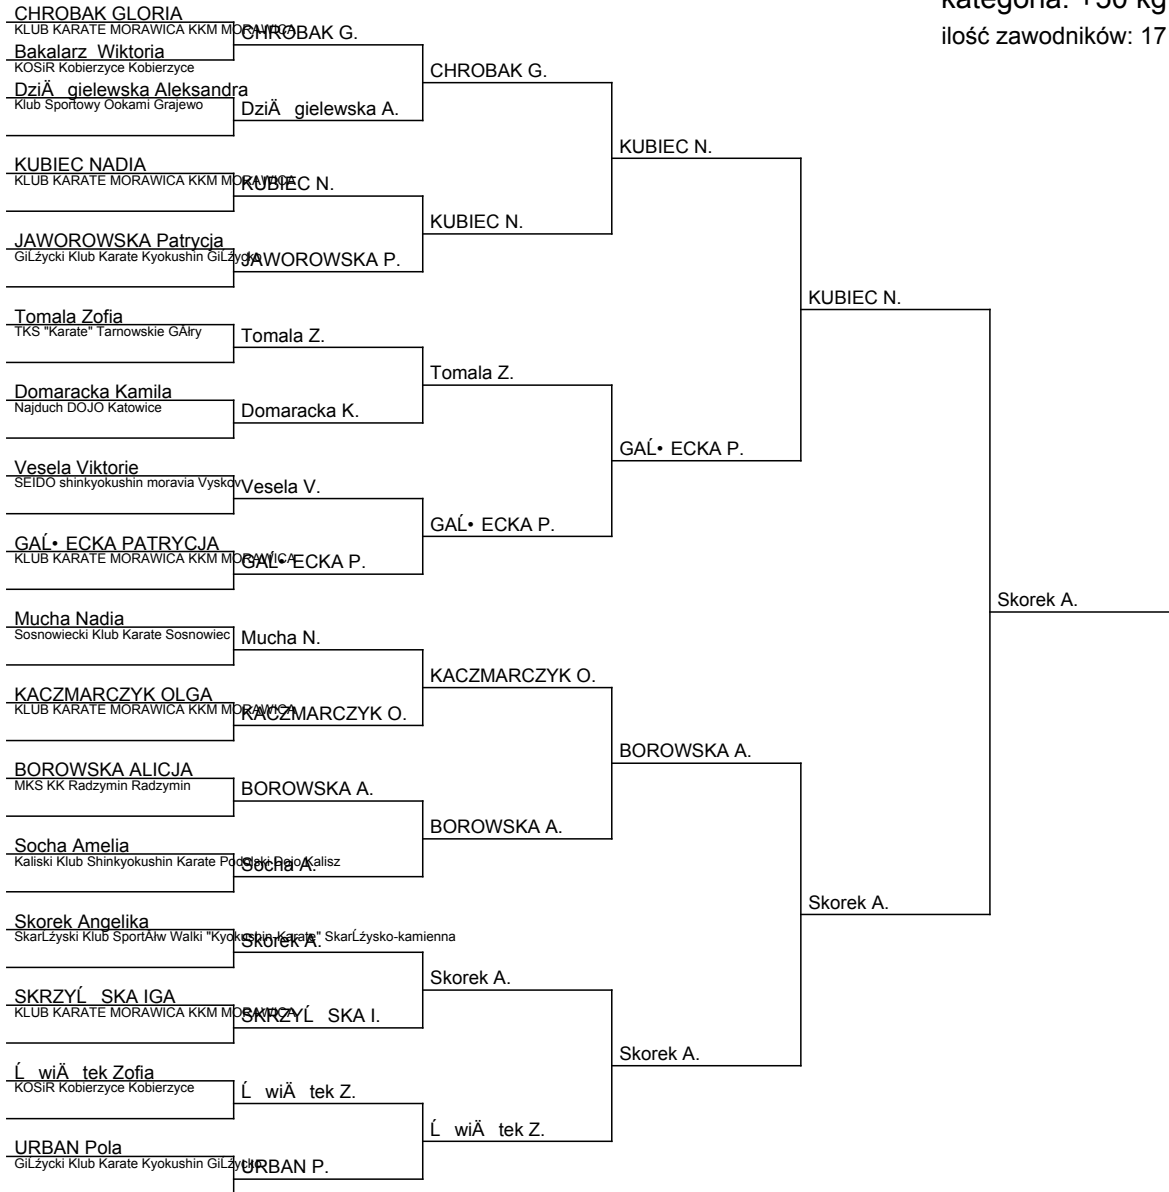 kategoria: +50 kg
ilość zawodników: 17
CHROBAK GLORIA
KLUB KARATE MORAWICA KKM MORAWICA
Bakalarz Wiktoria
KOSiR Kobierzyce Kobierzyce
DziÄ gielewska Aleksandra
Klub Sportowy Ookami Grajewo
KUBIEC NADIA
KLUB KARATE MORAWICA KKM MORAWICA
JAWOROWSKA Patrycja
GiĹźycki Klub Karate Kyokushin GiĹźycko
Tomala Zofia
TKS "Karate" Tarnowskie GĂłry
Domaracka Kamila
Najduch DOJO Katowice
Vesela Viktorie
SEIDO shinkyokushin moravia Vyskov
GAĹ• ECKA PATRYCJA
KLUB KARATE MORAWICA KKM MORAWICA
Mucha Nadia
Sosnowiecki Klub Karate Sosnowiec
KACZMARCZYK OLGA
KLUB KARATE MORAWICA KKM MORAWICA
BOROWSKA ALICJA
MKS KK Radzymin Radzymin
Socha Amelia
Kaliski Klub Shinkyokushin Karate Podolski Dojo Kalisz
Skorek Angelika
SkarĹźyski Klub SportĂłw Walki "Kyokushin-Karate" SkarĹźysko-kamienna
SKRZYĹ SKA IGA
KLUB KARATE MORAWICA KKM MORAWICA
Ĺ wiÄ tek Zofia
KOSiR Kobierzyce Kobierzyce
URBAN Pola
GiĹźycki Klub Karate Kyokushin GiĹźycko
CHROBAK G.
DziÄ gielewska A.
KUBIEC N.
JAWOROWSKA P.
Tomala Z.
Domaracka K.
Vesela V.
GAĹ• ECKA P.
Mucha N.
KACZMARCZYK O.
BOROWSKA A.
Socha A.
Skorek A.
SKRZYĹ SKA I.
Ĺ wiÄ tek Z.
URBAN P.
CHROBAK G.
KUBIEC N.
Tomala Z.
GAĹ• ECKA P.
KACZMARCZYK O.
BOROWSKA A.
Skorek A.
Ĺ wiÄ tek Z.
KUBIEC N.
GAĹ• ECKA P.
BOROWSKA A.
Skorek A.
KUBIEC N.
Skorek A.
Skorek A.